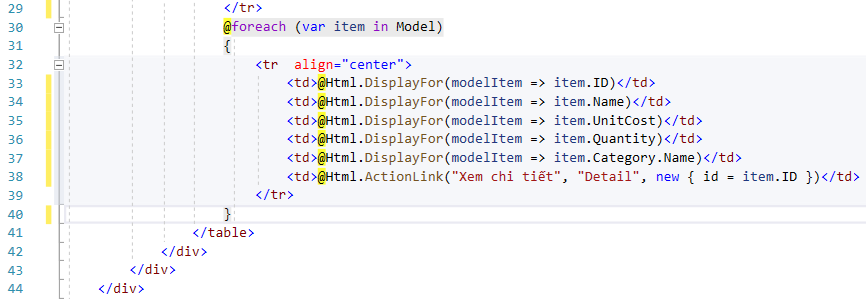 29 </tr>
30 @foreach (var item in Model)
31 {
32 <tr  align="center">
33 <td>@Html.DisplayFor(modelItem => item.ID)</td>
34 <td>@Html.DisplayFor(modelItem => item.Name)</td>
35 <td>@Html.DisplayFor(modelItem => item.UnitCost)</td>
36 <td>@Html.DisplayFor(modelItem => item.Quantity)</td>
37 <td>@Html.DisplayFor(modelItem => item.Category.Name)</td>
38 <td>@Html.ActionLink("Xem chi tiết", "Detail", new { id = item.ID })</td>
39 </tr>
40 }
41 </table>
42 </div>
43 </div>
44 </div>